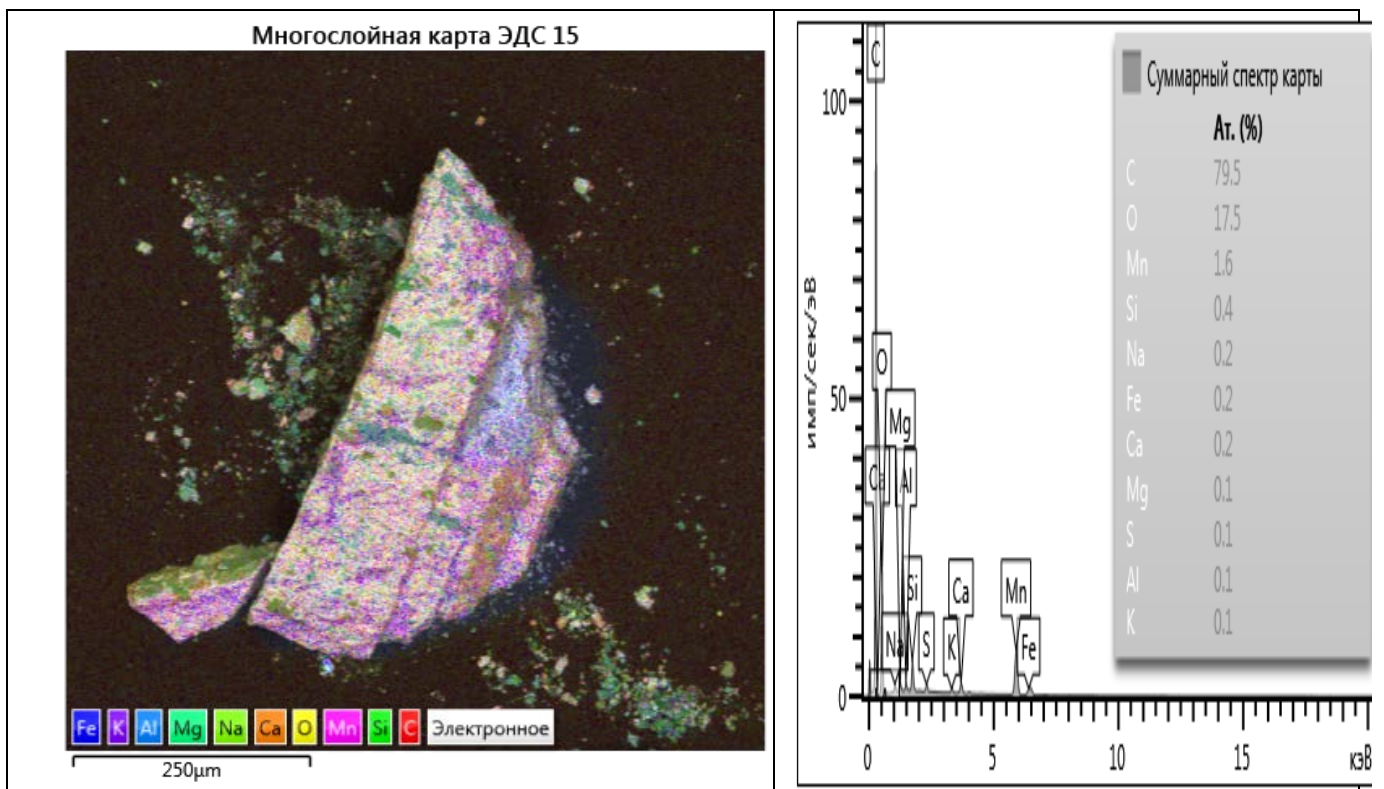 Многослойная карта ЭДС 15
Fe K Al Mg Na Ca O Mn Si C Электронное
250µm
имп/сек/эВ
100
50
0
C
O
Mg
Ca
Al
Si
Ca
Mn
Na
S
K
Fe
0 5 10 15 кэВ
Суммарный спектр карты
Ат. (%)
C 79.5
O 17.5
Mn 1.6
Si 0.4
Na 0.2
Fe 0.2
Ca 0.2
Mg 0.1
S 0.1
Al 0.1
K 0.1